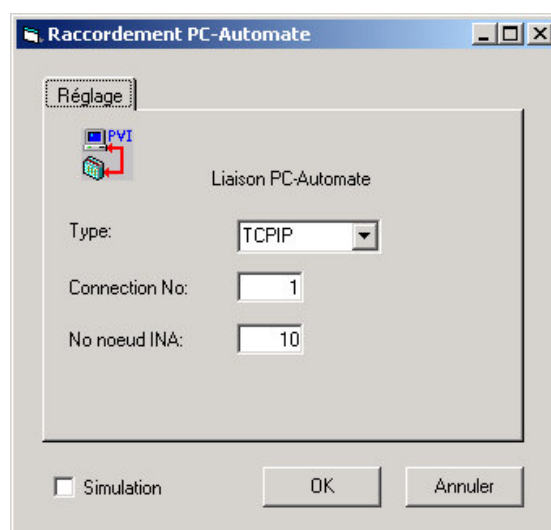 Raccordement PC-Automate
Réglage
PVI
Liaison PC-Automate
Type: TCPIP
Connection No: 1
No noeud INA: 10
Simulation OK Annuler